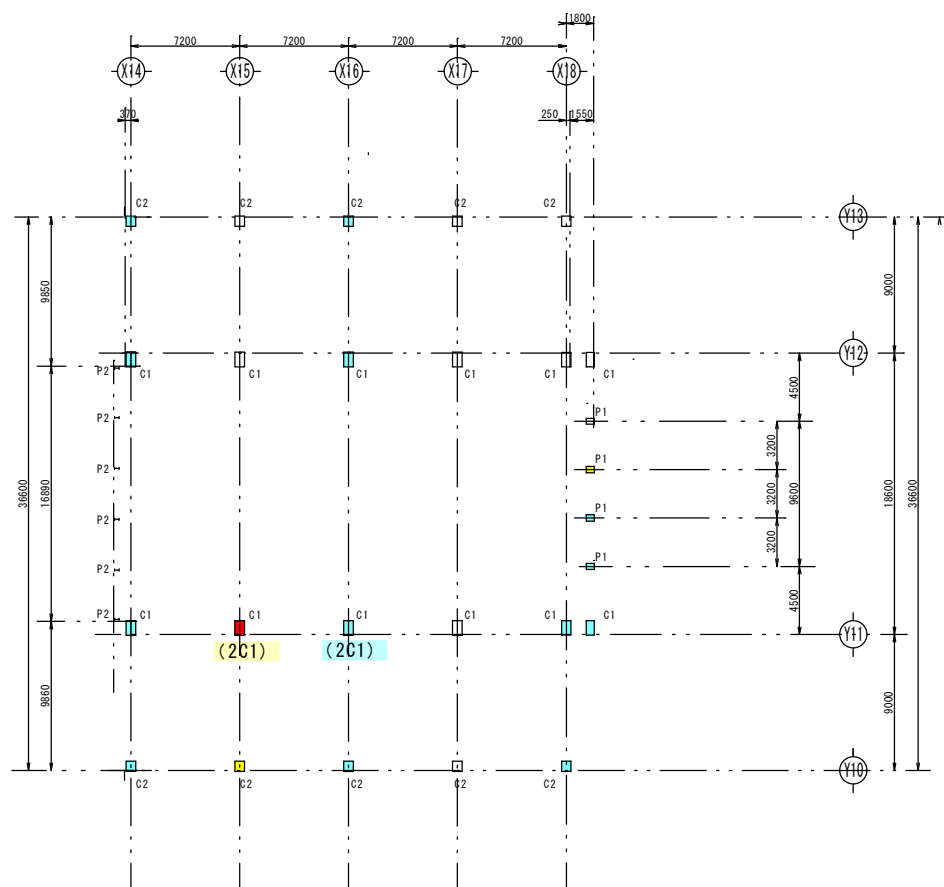 1800
7200 7200 7200 7200
X14 X15 X16 X17 X18
370 250 1550
C2 C2 C2 C2 C2
Y13
9850 9000
Y12
P2 C1 C1 C1 C1 C1
4500
P2 P1
3200
P2 P1
36600 16890 3200 9600 18600 36600
P2 P1
3200
P2 P1
4500
P2 C1 C1 C1 C1 C1
Y11
(2C1) (2C1)
9860 9000
Y10
C2 C2 C2 C2 C2